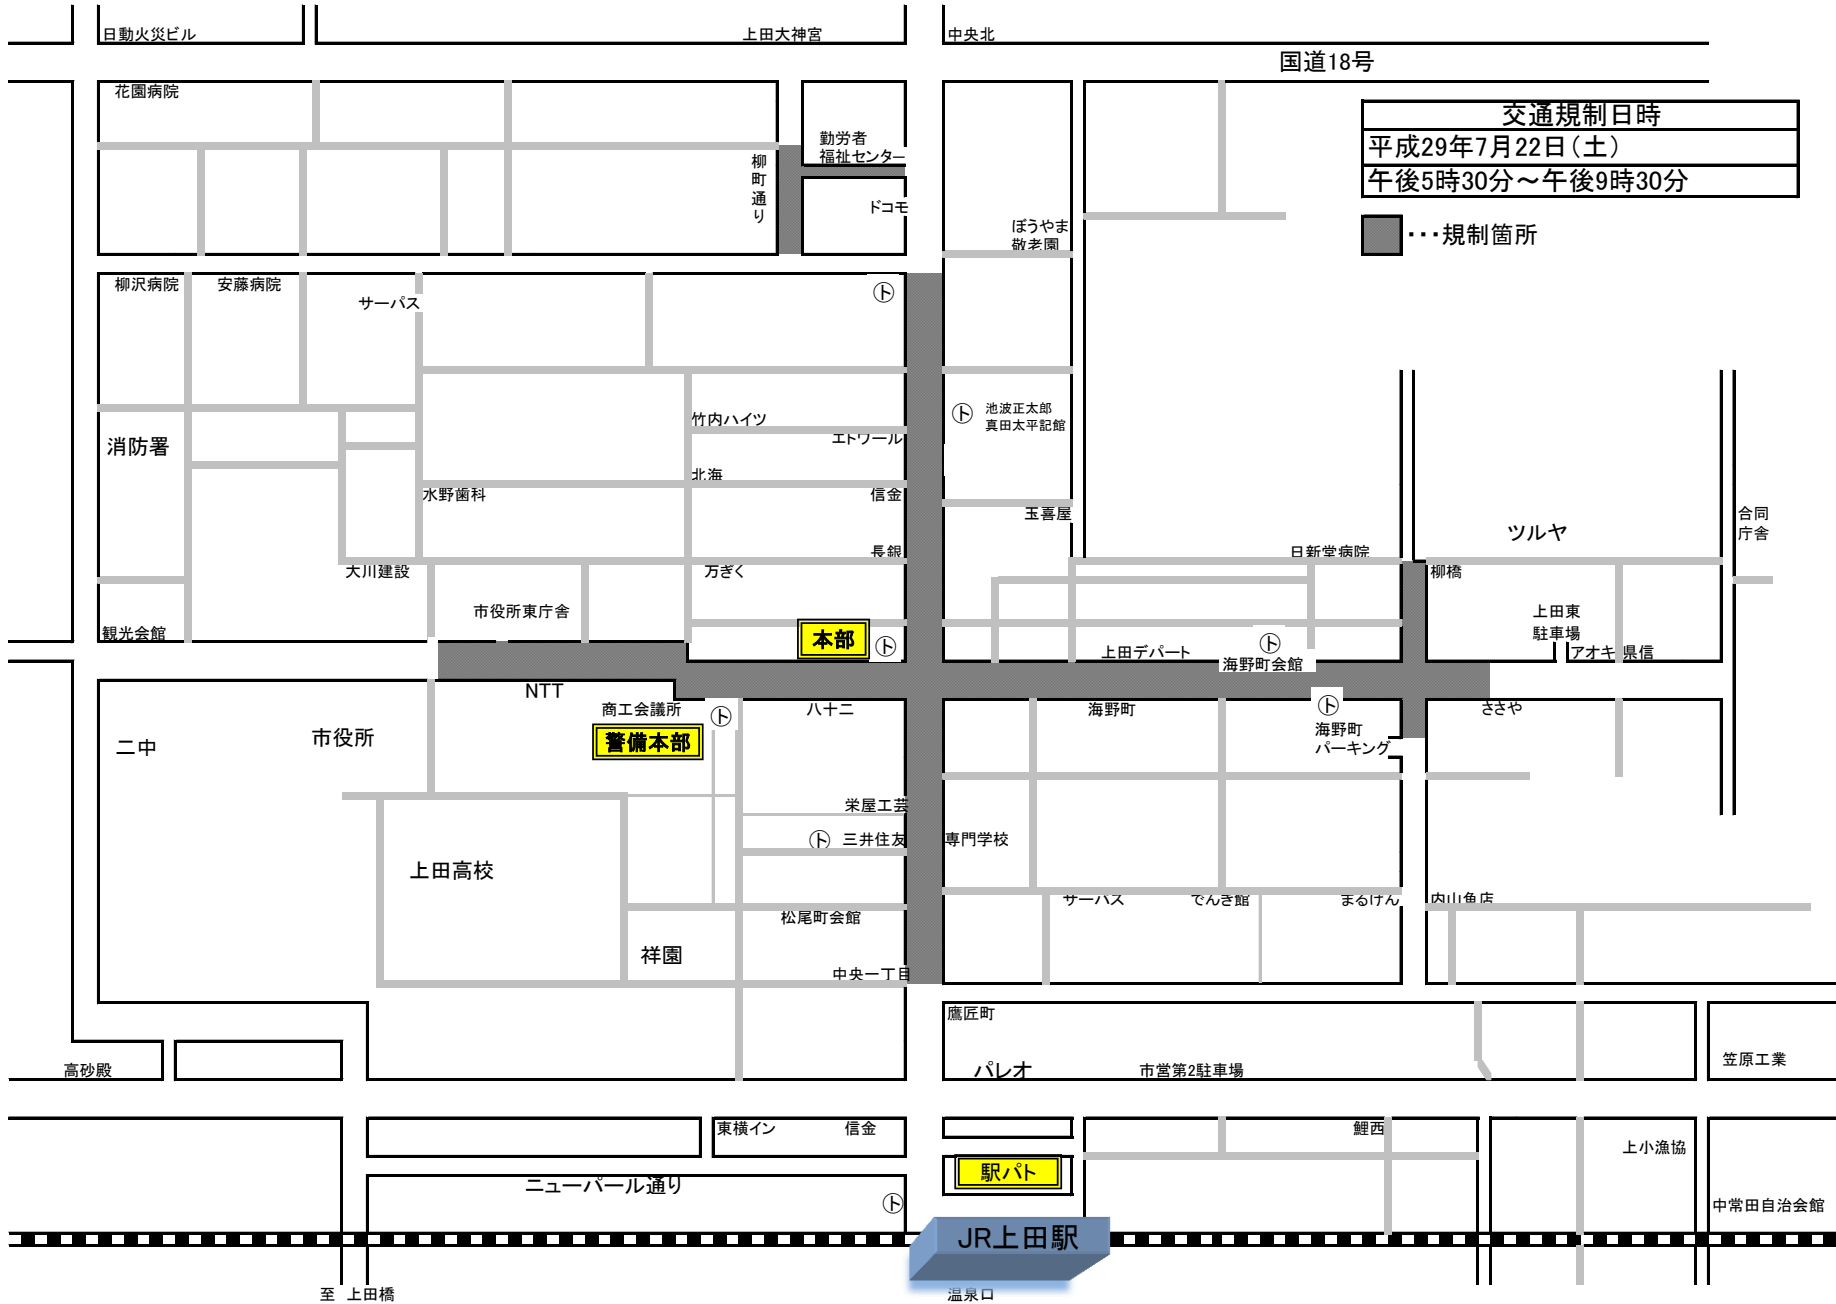 日動火災ビル
上田大神宮
中央北
国道18号
花園病院
交通規制日時
平成29年7月22日(土)
午後5時30分～午後9時30分
勤労者
福祉センター
柳町通り
ドコモ
ぼうやま
敬老園
･･･規制箇所
柳沢病院
安藤病院
サーパス
ト
竹内ハイツ
エトワール
ト
池波正太郎
真田太平記館
消防署
北海
水野歯科
信金
玉喜屋
ツルヤ
合同
庁舎
長銀
日新堂病院
大川建設
万ぎく
柳橋
市役所東庁舎
上田東
駐車場
観光会館
本部
ト
上田デパート
ト
海野町会館
アオキ
県信
NTT
商工会議所
ト
八十二
海野町
ト
ささや
二中
市役所
警備本部
海野町
パーキング
栄屋工芸
ト
三井住友
専門学校
上田高校
サーパス
でんき館
まるけん
内山魚店
松尾町会館
祥園
中央一丁目
鷹匠町
高砂殿
パレオ
市営第2駐車場
笠原工業
東横イン
信金
鯉西
上小漁協
駅パト
ニューパール通り
ト
中常田自治会館
JR上田駅
至 上田橋
温泉口